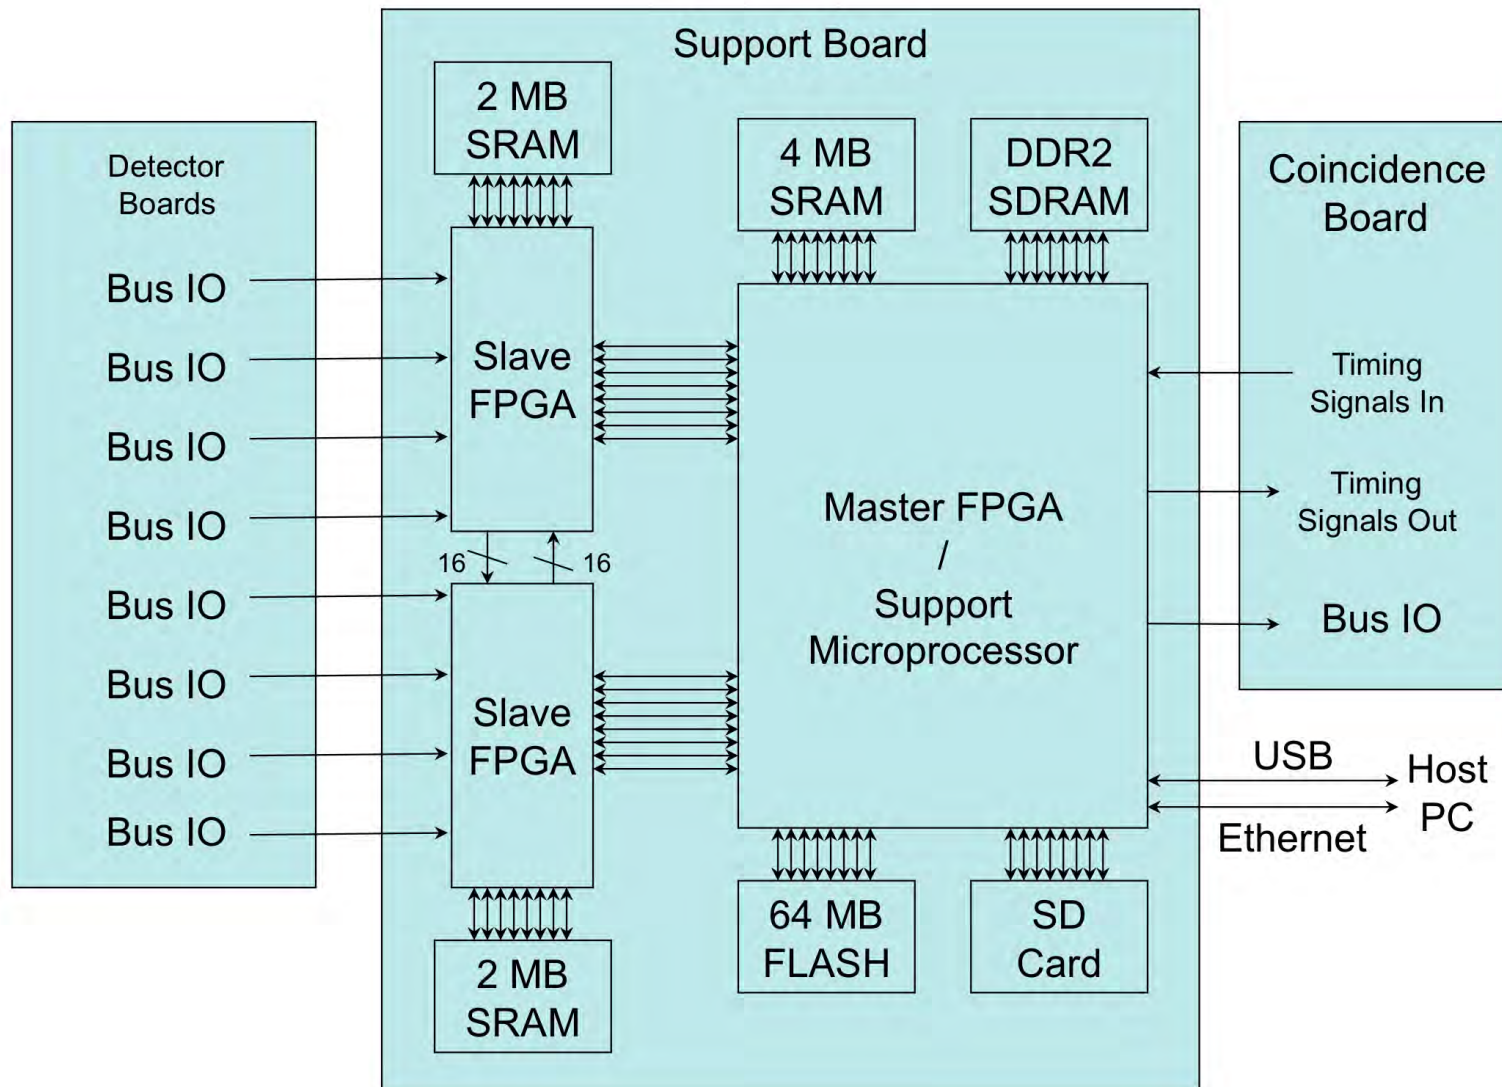 Support Board
2 MB
SRAM
4 MB
SRAM
DDR2
SDRAM
Detector
Boards
Bus IO
Bus IO
Bus IO
Bus IO
Bus IO
Bus IO
Bus IO
Bus IO
Slave
FPGA
16
16
Slave
FPGA
2 MB
SRAM
Master FPGA
/
Support
Microprocessor
64 MB
FLASH
SD
Card
Coincidence
Board
Timing
Signals In
Timing
Signals Out
Bus IO
USB
Ethernet
Host
PC